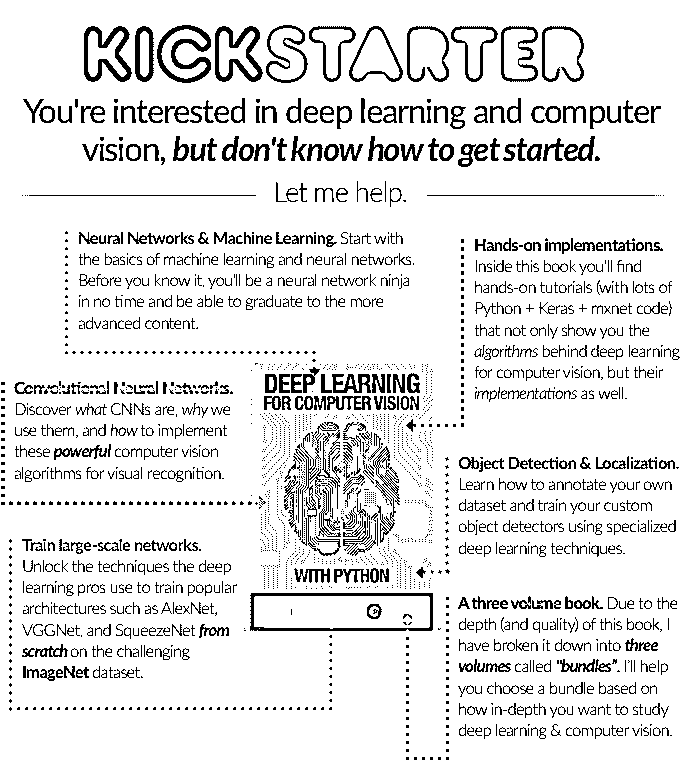 KICKSTARTER
You're interested in deep learning and computer
vision, but don't know how to get started.
Let me help.
Neural Networks & Machine Learning. Start with
the basics of machine learning and neural networks.
Before you know it, you'll be a neural network ninja
in no time and be able to graduate to the more
advanced content.
Hands-on implementations.
Inside this book you'll find
hands-on tutorials (with lots of
Python + Keras + mxnet code)
that not only show you the
algorithms behind deep learning
for computer vision, but their
implementations as well.
Convolutional Neural Networks.
Discover what CNNs are, why we
use them, and how to implement
these powerful computer vision
algorithms for visual recognition.
DEEP LEARNING
FOR COMPUTER VISION
WITH PYTHON
Object Detection & Localization.
Learn how to annotate your own
dataset and train your custom
object detectors using specialized
deep learning techniques.
Train large-scale networks.
Unlock the techniques the deep
learning pros use to train popular
architectures such as AlexNet,
VGGNet, and SqueezeNet from
scratch on the challenging
ImageNet dataset.
A three volume book. Due to the
depth (and quality) of this book, I
have broken it down into three
volumes called "bundles". I'll help
you choose a bundle based on
how in-depth you want to study
deep learning & computer vision.